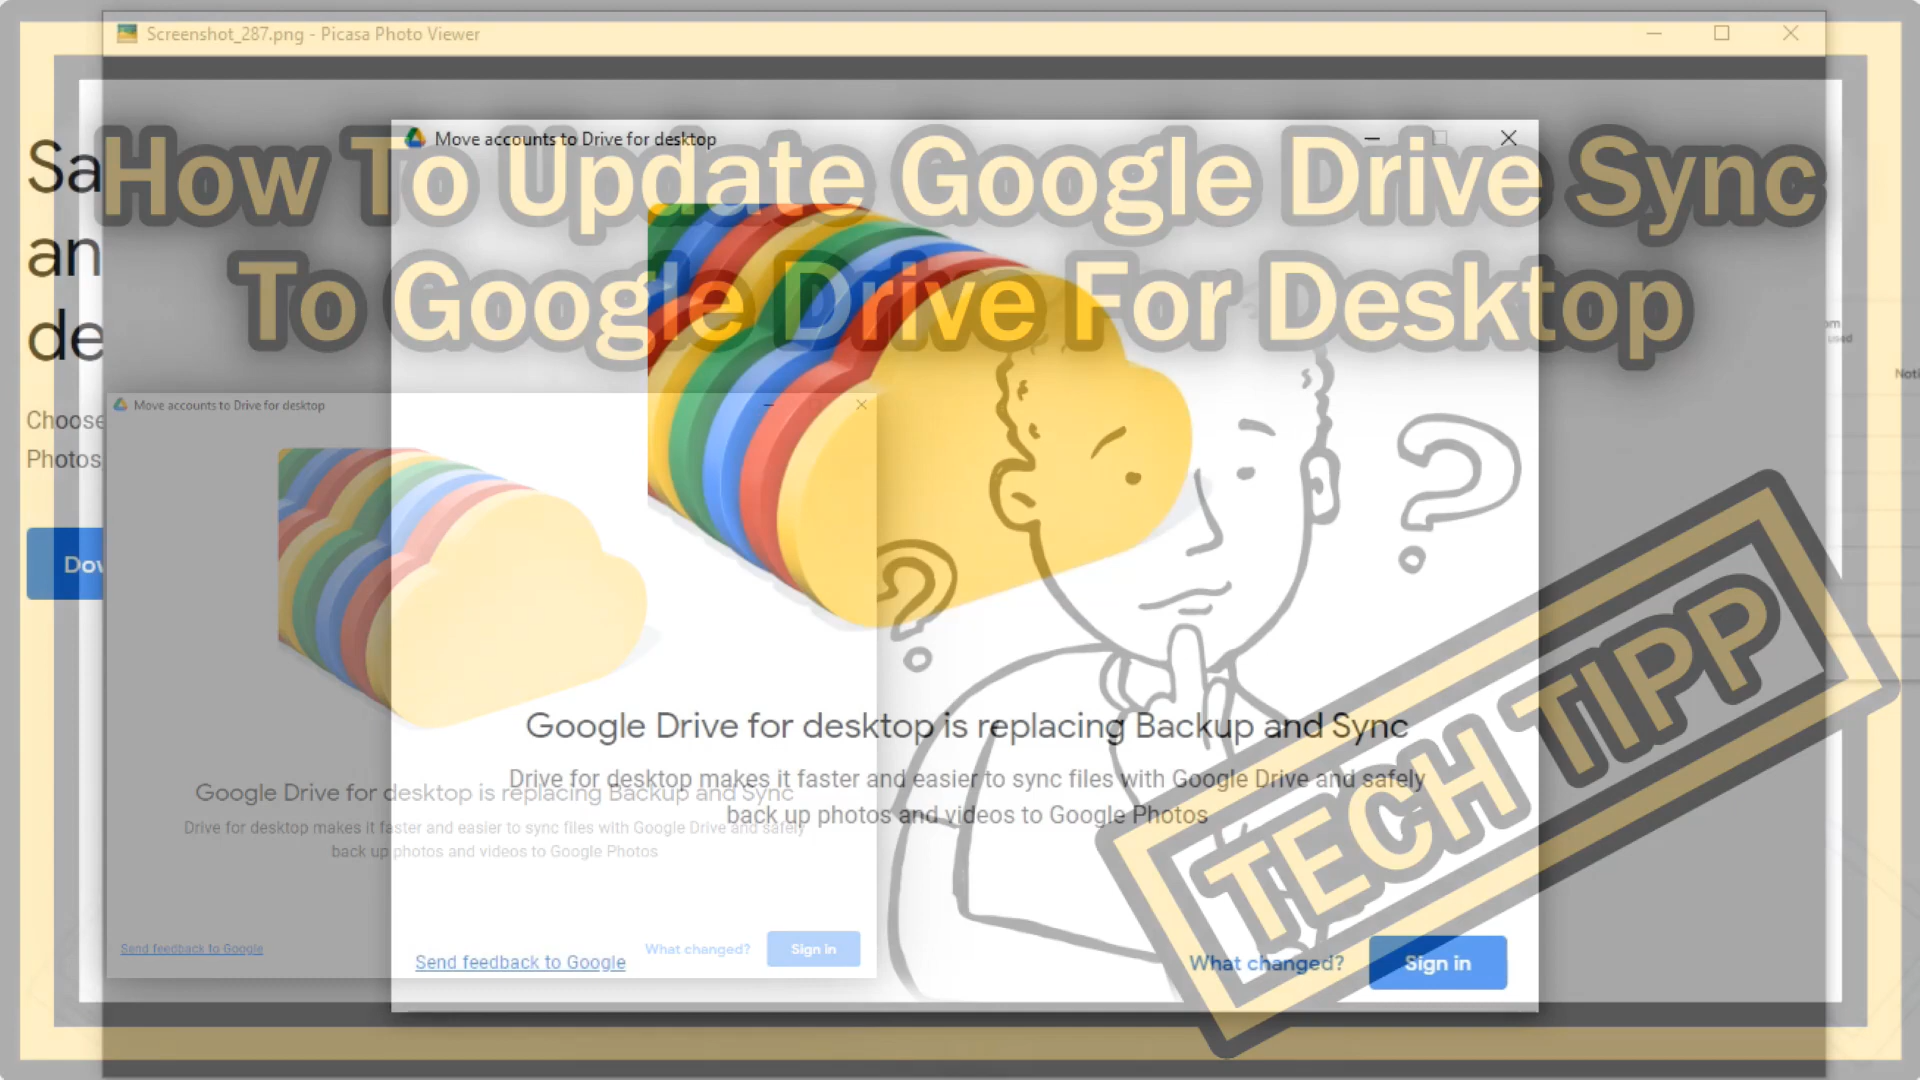 Screenshot_287.png - Picasa Photo Viewer
Move accounts to Drive for desktop
How To Update Google Drive Sync
To Google Drive For Desktop
Sa
an
de
Choose
Photos
Dov
Noti
Move accounts to Drive for desktop
Google Drive for desktop is replacing Backup and Sync
Drive for desktop makes it faster and easier to sync files with Google Drive and safely
back up photos and videos to Google Photos
Send feedback to Google
What changed?
Sign in
Google Drive for desktop is replacing Backup and Sync
Drive for desktop makes it faster and easier to sync files with Google Drive and safely
back up photos and videos to Google Photos
Send feedback to Google
What changed?
Sign in
TECH TIPP